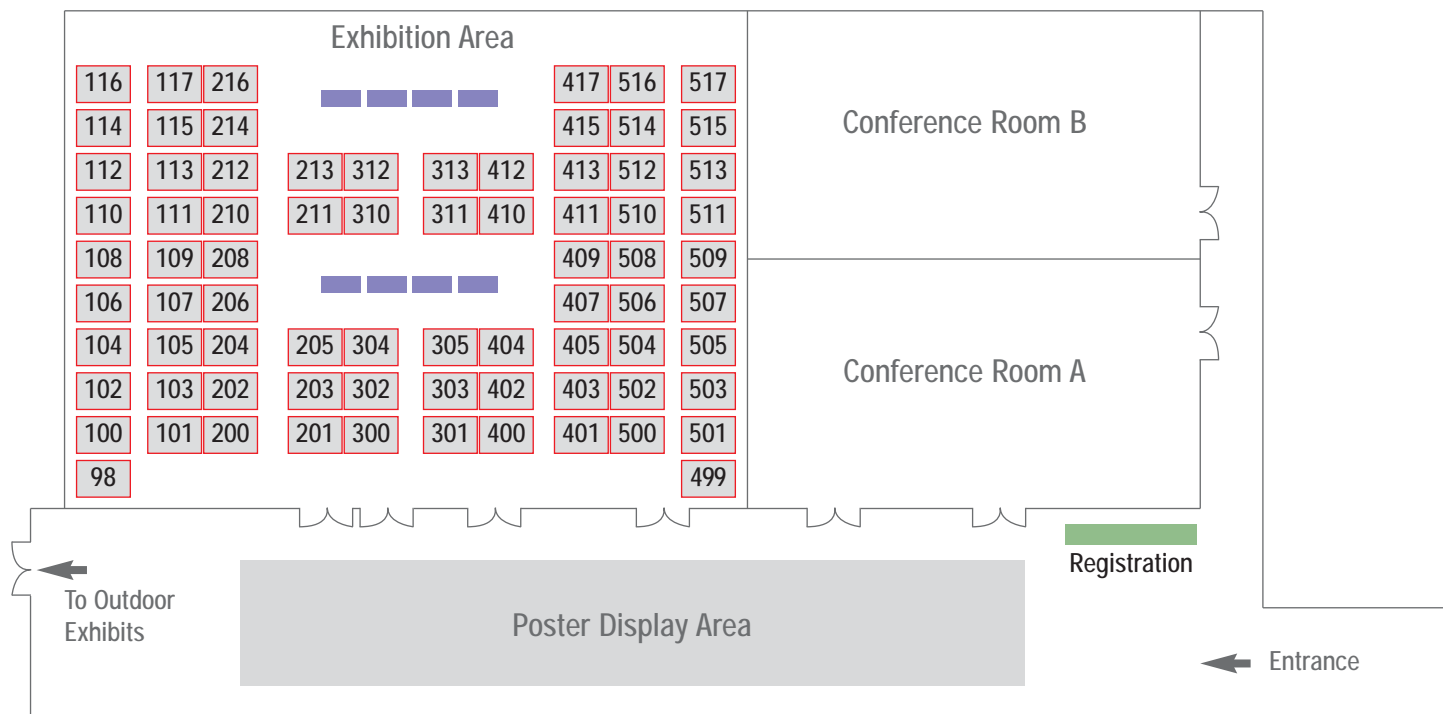 Exhibition Area
116 117 216 417 516 517
114 115 214 415 514 515
Conference Room B
112 113 212 213 312 313 412 413 512 513
110 111 210 211 310 311 410 411 510 511
108 109 208 409 508 509
106 107 206 407 506 507
104 105 204 205 304 305 404 405 504 505
Conference Room A
102 103 202 203 302 303 402 403 502 503
100 101 200 201 300 301 400 401 500 501
98 499
Registration
To Outdoor
Exhibits
Poster Display Area
Entrance